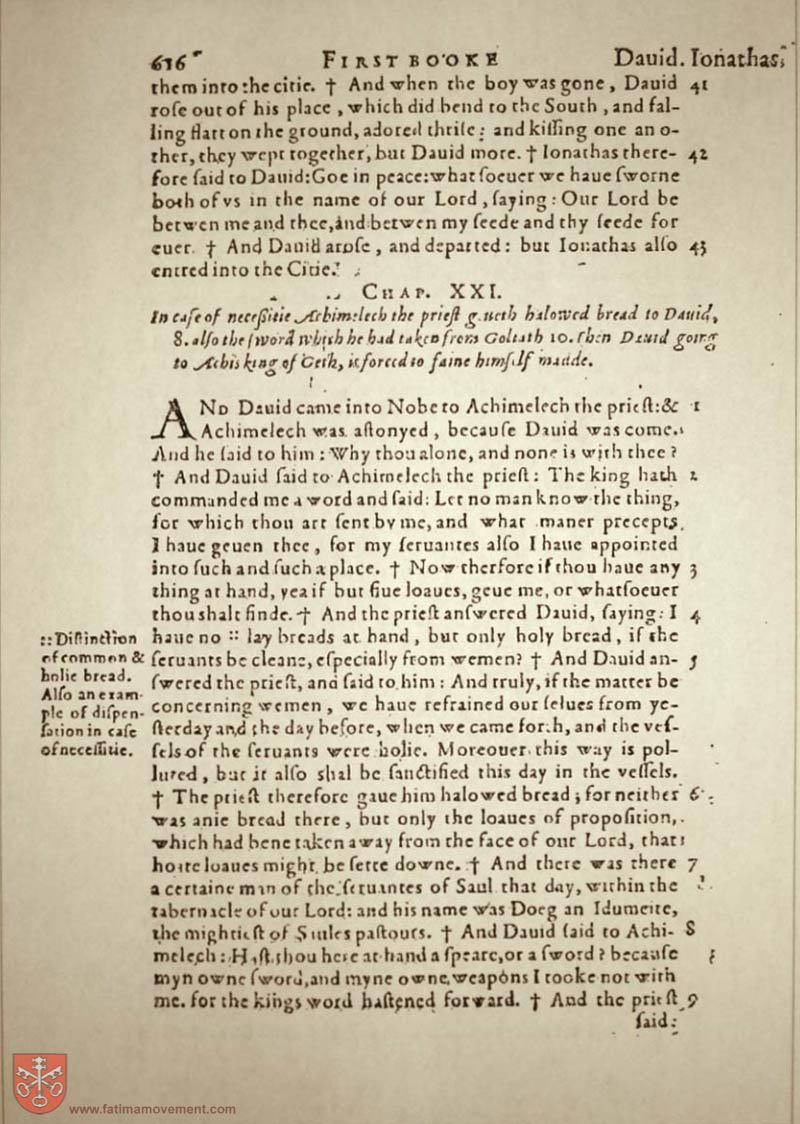 616 FIRST BOOKE Dauid. Ionathas,
them into the citie. † And when the boy was gone, Dauid 41
roſe out of his place, which did bend to the South, and fal-
ling flatt on the ground, adored thriſe: and kiſſing one an o-
ther, they wept together, but Dauid more. † Ionathas there- 42
fore ſaid to Dauid: Goe in peace: whatſoeuer we haue ſworne
both of vs in the name of our Lord, ſaying: Our Lord be
betwen me and thee, and betwen my ſeede and thy ſeede for
euer. † And Dauid aroſe, and departed: but Ionathas alſo 43
entred into the Citie.
CHAP. XXI.
In caſe of neceſſitie Achimelech the prieſt geueth halowed bread to Dauid,
8. alſo the ſword which he had taken from Goliath 10. Then Dauid going
to Achis king of Geth, is forced to faine himſelf madde.
AND Dauid came into Nobe to Achimelech the prieſt: & 1
Achimelech was aſtonyed, becauſe Dauid was come.
And he ſaid to him: Why thou alone, and none is with thee?
† And Dauid ſaid to Achimelech the prieſt: The king hath 2
commanded me a word and ſaid: Let no man know the thing,
for which thou art ſent by me, and what maner precepts
I haue geuen thee, for my ſeruantes alſo I haue appointed
into ſuch and ſuch a place. † Now therfore if thou haue any 3
thing at hand, yea if but fiue loaues, geue me, or whatſoeuer
thou shalt finde. † And the prieſt anſwered Dauid, ſaying: I 4
haue no :: lay breads at hand, but only holy bread, if the
ſeruants be cleane, eſpecially from wemen? † And Dauid an- 5
ſwered the prieſt, and ſaid to him: And truly, if the matter be
concerning wemen, we haue refrained our ſelues from ye-
ſterday and the day before, when we came forth, and the veſ-
ſels of the ſeruants were holie. Moreouer this way is pol-
luted, but it alſo shal be ſanctified this day in the veſſels.
† The prieſt therefore gaue him halowed bread; for neither 6
was anie bread there, but only the loaues of propoſition,
which had bene taken away from the face of our Lord, that
hotte loaues might be ſette downe. † And there was there 7
a certaine man of the ſeruantes of Saul that day, within the
tabernacle of our Lord: and his name was Doeg an Idumeite,
the mightieſt of Saules paſtours. † And Dauid ſaid to Achi- 8
melech: Haſt thou here at hand a ſpeare, or a ſword? becauſe
myn owne ſword, and myne owne weapons I tooke not with
me. for the kings word haſtened forward. † And the prieſt 9
ſaid:
:: Diſtinction
of common &
holie bread.
Alſo an exam-
ple of diſpen-
ſation in caſe
of neceſſitie.
www.fatimamovement.com